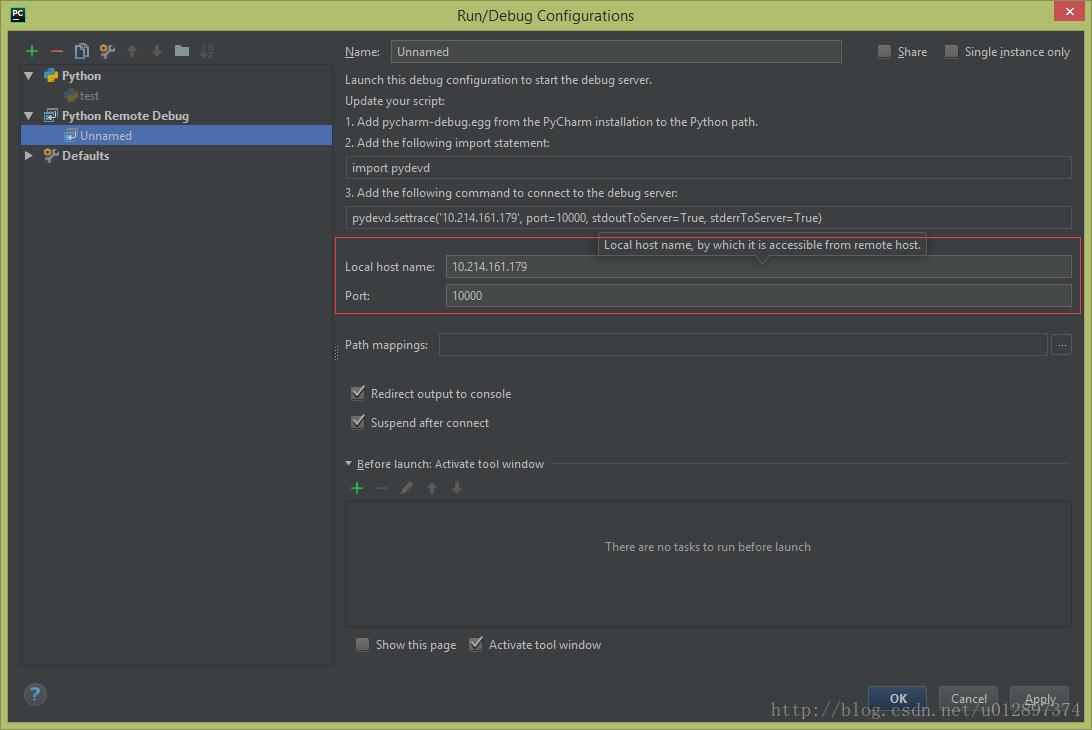 PC
Run/Debug Configurations
Python
test
Python Remote Debug
Unnamed
Defaults
Name: Unnamed
Share
Single instance only
Launch this debug configuration to start the debug server.
Update your script:
1. Add pycharm-debug.egg from the PyCharm installation to the Python path.
2. Add the following import statement:
import pydevd
3. Add the following command to connect to the debug server:
pydevd.settrace('10.214.161.179', port=10000, stdoutToServer=True, stderrToServer=True)
Local host name, by which it is accessible from remote host.
Local host name: 10.214.161.179
Port: 10000
Path mappings:
...
Redirect output to console
Suspend after connect
Before launch: Activate tool window
There are no tasks to run before launch
Show this page
Activate tool window
?
OK
Cancel
Apply
http://blog.csdn.net/u012897374